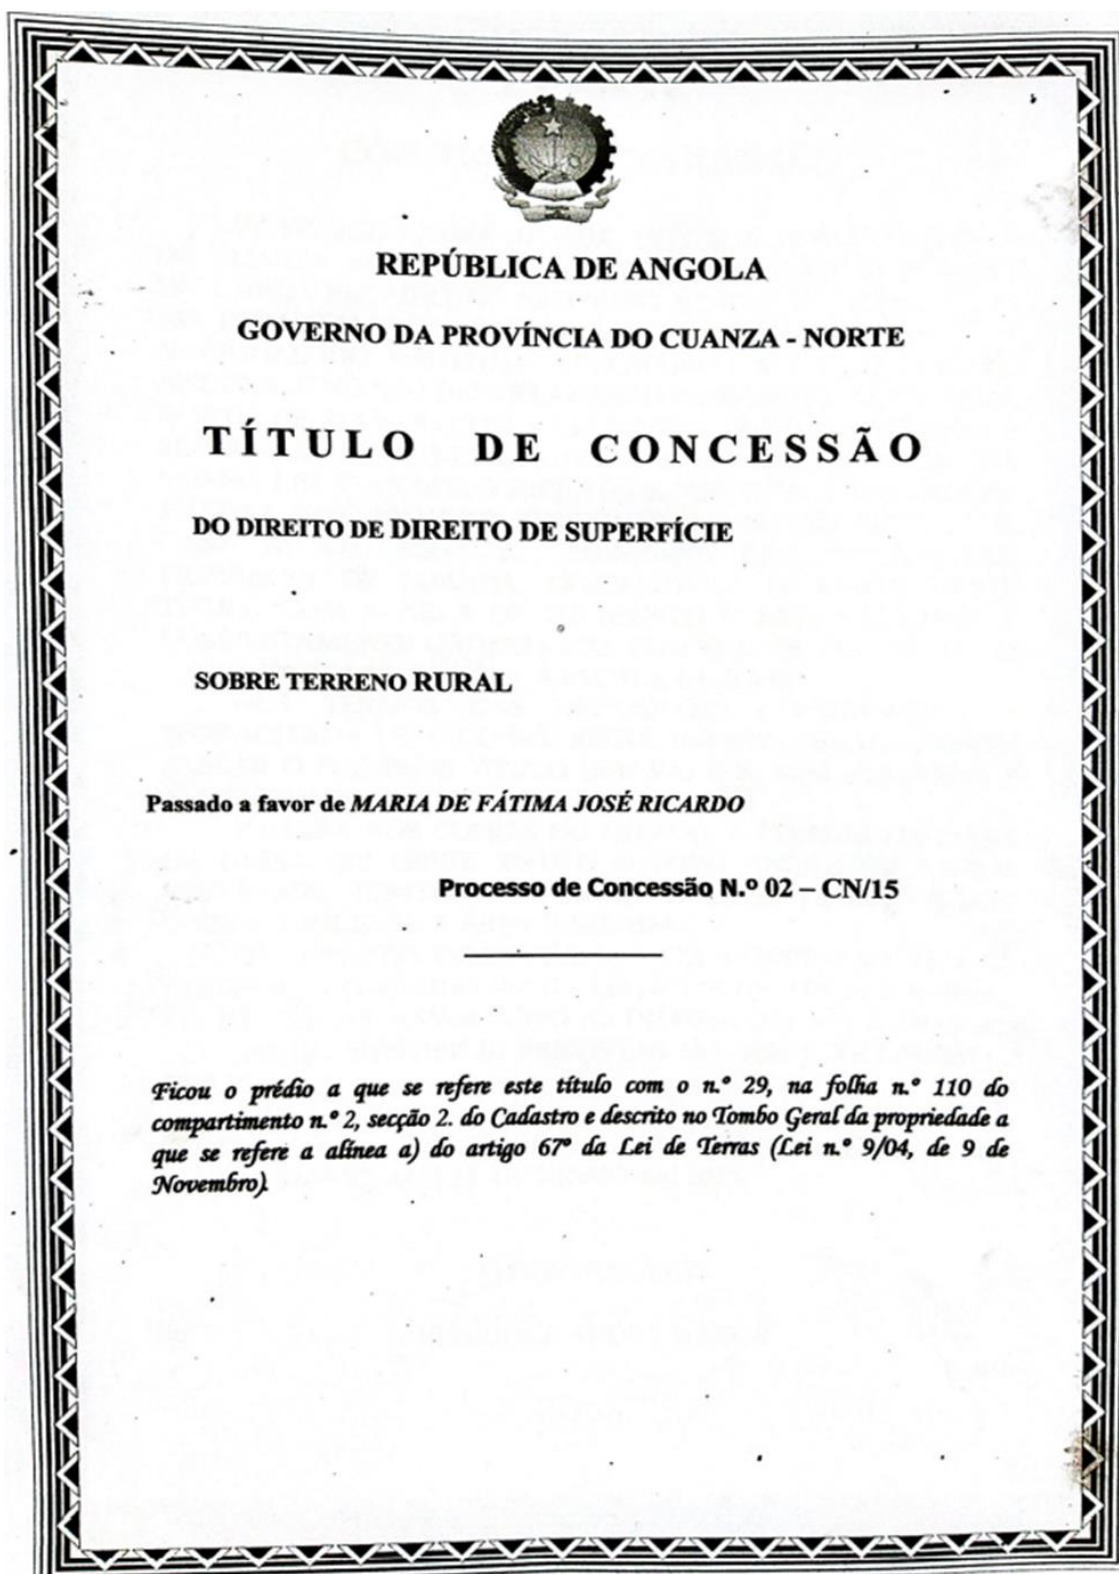 REPÚBLICA DE ANGOLA
GOVERNO DA PROVÍNCIA DO CUANZA - NORTE
TÍTULO DE CONCESSÃO
DO DIREITO DE DIREITO DE SUPERFÍCIE
SOBRE TERRENO RURAL
Passado a favor de MARIA DE FÁTIMA JOSÉ RICARDO
Processo de Concessão N.º 02 – CN/15
Ficou o prédio a que se refere este título com o n.º 29, na folha n.º 110 do
compartimento n.º 2, secção 2. do Cadastro e descrito no Tombo Geral da propriedade a
que se refere a alínea a) do artigo 67º da Lei de Terras (Lei n.º 9/04, de 9 de
Novembro).